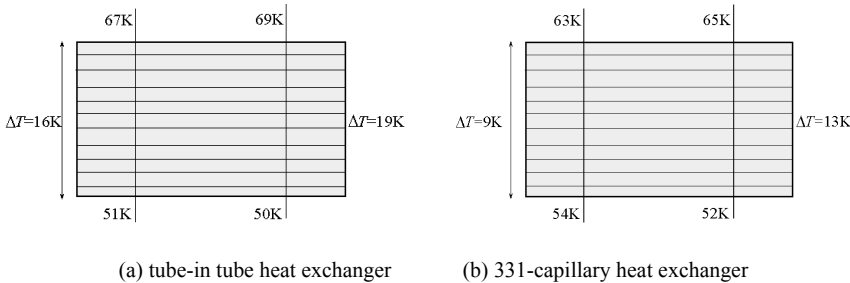 67K 69K
ΔT=16K ΔT=19K
51K 50K
(a) tube-in tube heat exchanger
63K 65K
ΔT=9K ΔT=13K
54K 52K
(b) 331-capillary heat exchanger